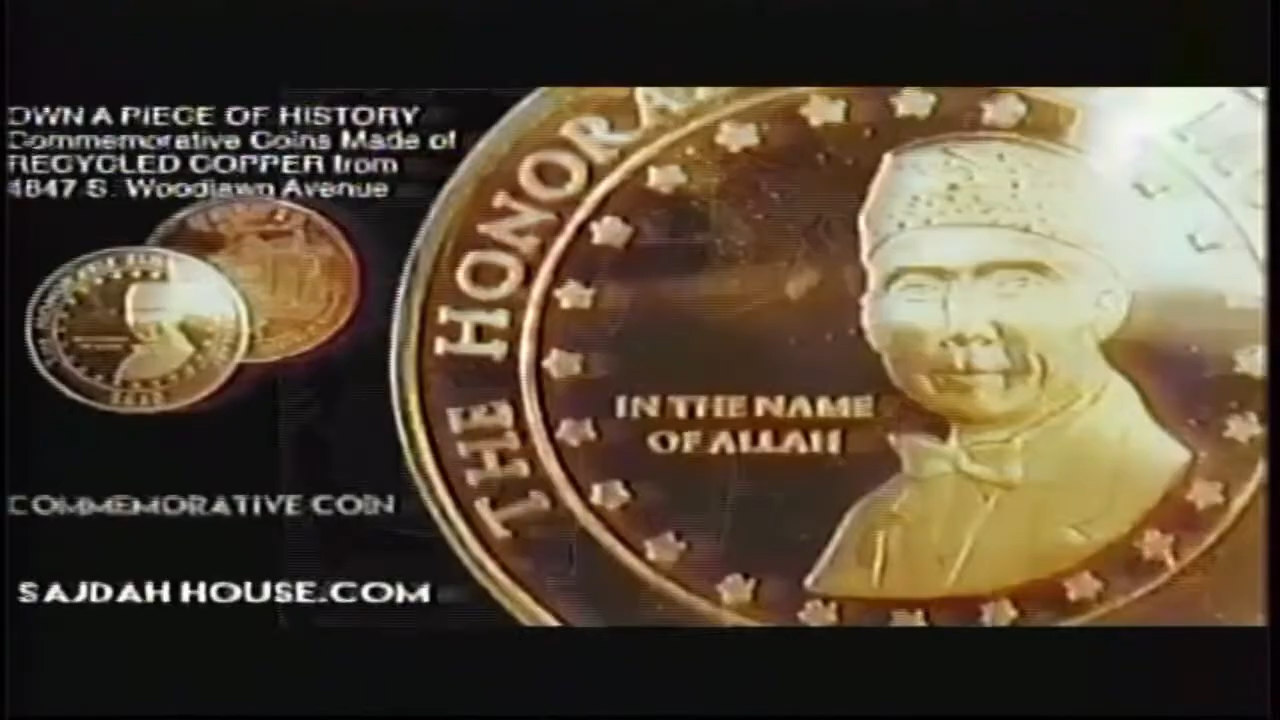 OWN A PIECE OF HISTORY
Commemorative Coins Made of
RECYCLED COPPER from
4847 S. Woodlawn Avenue
COMMEMORATIVE COIN
SAJDAH HOUSE.COM
THE HONORA
IN THE NAME
OF ALLAH